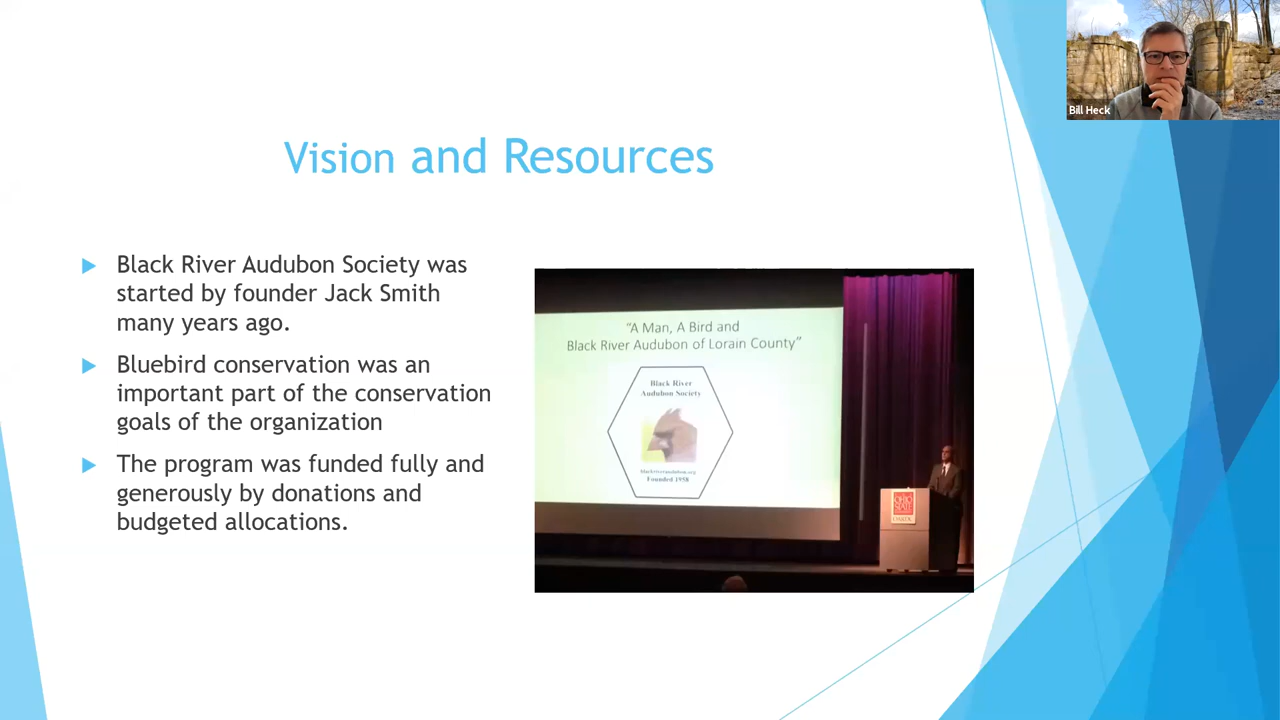 Bill Heck
Vision and Resources
Black River Audubon Society was
started by founder Jack Smith
many years ago.
Bluebird conservation was an
important part of the conservation
goals of the organization
The program was funded fully and
generously by donations and
budgeted allocations.
"A Man, A Bird and
Black River Audubon of Lorain County"
Black River
Audubon Society
blackriveraudubon.org
Founded 1958
OHIO
STATE